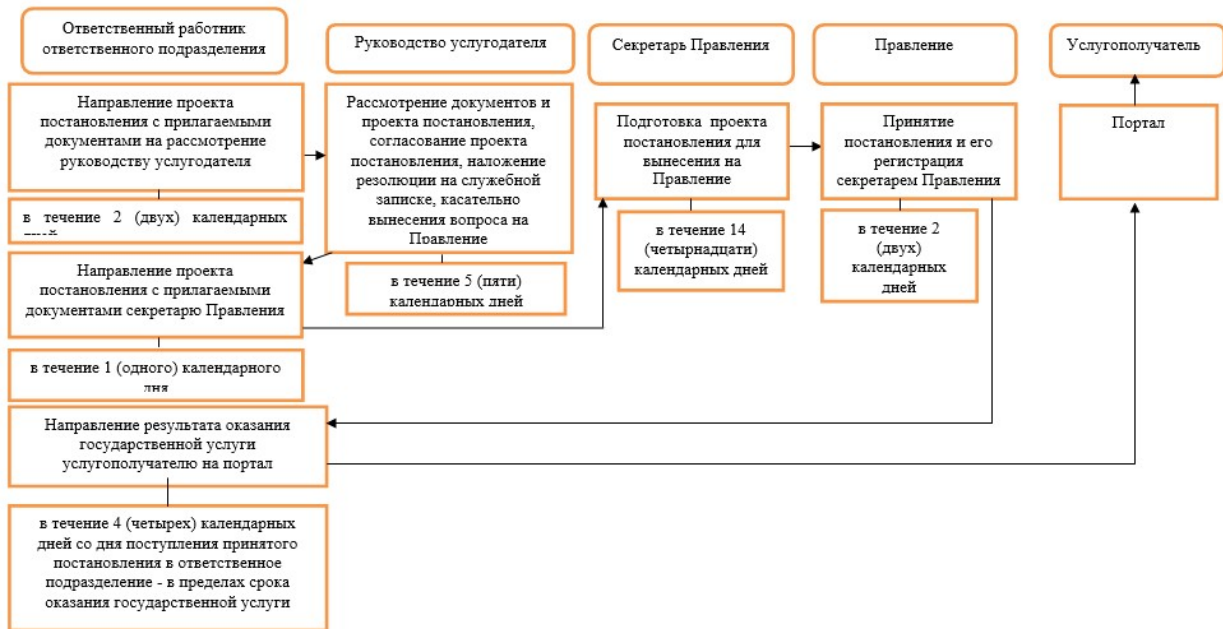 Ответственный работник
ответственного подразделения
Руководство услугодателя
Секретарь Правления
Правление
Услугополучатель
Направление проекта
постановления с прилагаемыми
документами на рассмотрение
руководству услугодателя
в течение 2 (двух) календарных
дней
Рассмотрение документов и
проекта постановления,
согласование проекта
постановления, наложение
резолюции на служебной
записке, касательно
вынесения вопроса на
Правление
в течение 5 (пяти)
календарных дней
Подготовка проекта
постановления для
вынесения на
Правление
в течение 14
(четырнадцати)
календарных дней
Принятие
постановления и его
регистрация
секретарем Правления
в течение 2
(двух)
календарных
дней
Портал
Направление проекта
постановления с прилагаемыми
документами секретарю Правления
в течение 1 (одного) календарного
дня
Направление результата оказания
государственной услуги
услугополучателю на портал
в течение 4 (четырех) календарных
дней со дня поступления принятого
постановления в ответственное
подразделение - в пределах срока
оказания государственной услуги